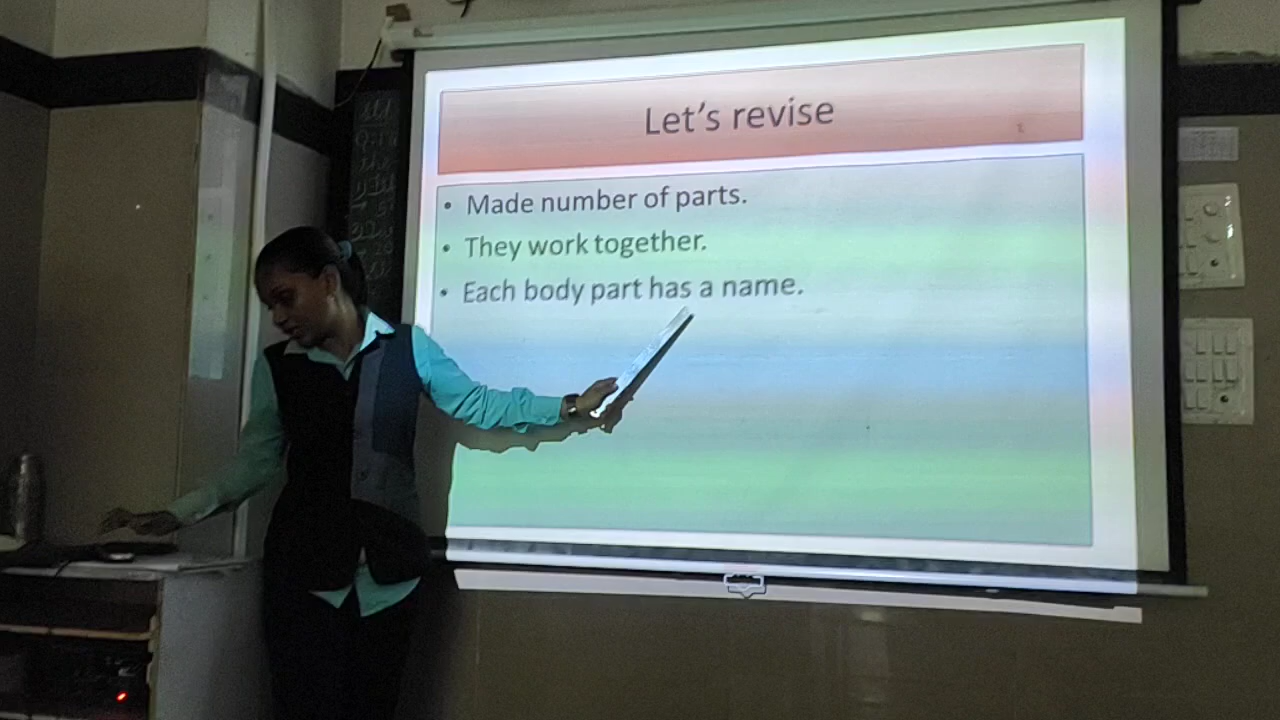 Let's revise
• Made number of parts.
• They work together.
• Each body part has a name.